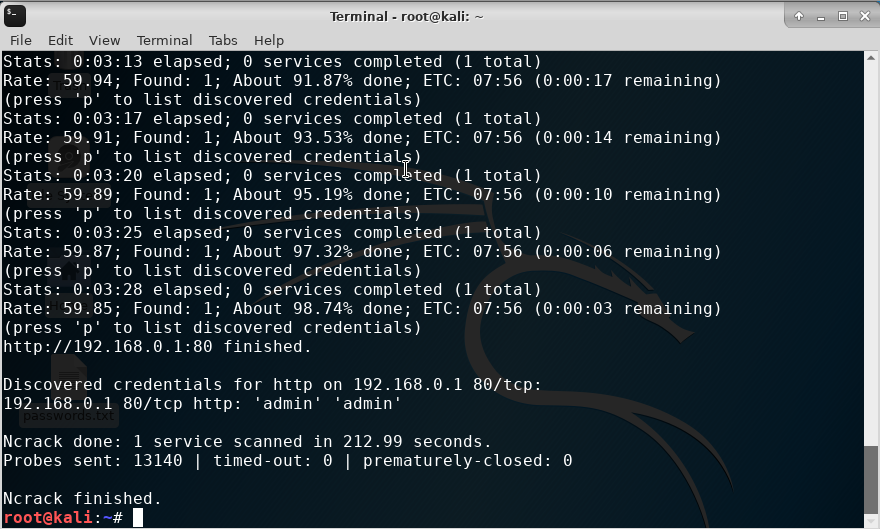 Terminal - root@kali: ~
File Edit View Terminal Tabs Help
Stats: 0:03:13 elapsed; 0 services completed (1 total)
Rate: 59.94; Found: 1; About 91.87% done; ETC: 07:56 (0:00:17 remaining)
(press 'p' to list discovered credentials)
Stats: 0:03:17 elapsed; 0 services completed (1 total)
Rate: 59.91; Found: 1; About 93.53% done; ETC: 07:56 (0:00:14 remaining)
(press 'p' to list discovered credentials)
Stats: 0:03:20 elapsed; 0 services completed (1 total)
Rate: 59.89; Found: 1; About 95.19% done; ETC: 07:56 (0:00:10 remaining)
(press 'p' to list discovered credentials)
Stats: 0:03:25 elapsed; 0 services completed (1 total)
Rate: 59.87; Found: 1; About 97.32% done; ETC: 07:56 (0:00:06 remaining)
(press 'p' to list discovered credentials)
Stats: 0:03:28 elapsed; 0 services completed (1 total)
Rate: 59.85; Found: 1; About 98.74% done; ETC: 07:56 (0:00:03 remaining)
(press 'p' to list discovered credentials)
http://192.168.0.1:80 finished.
Discovered credentials for http on 192.168.0.1 80/tcp:
192.168.0.1 80/tcp http: 'admin' 'admin'
passwords.txt
Ncrack done: 1 service scanned in 212.99 seconds.
Probes sent: 13140 | timed-out: 0 | prematurely-closed: 0
Ncrack finished.
root@kali:~#